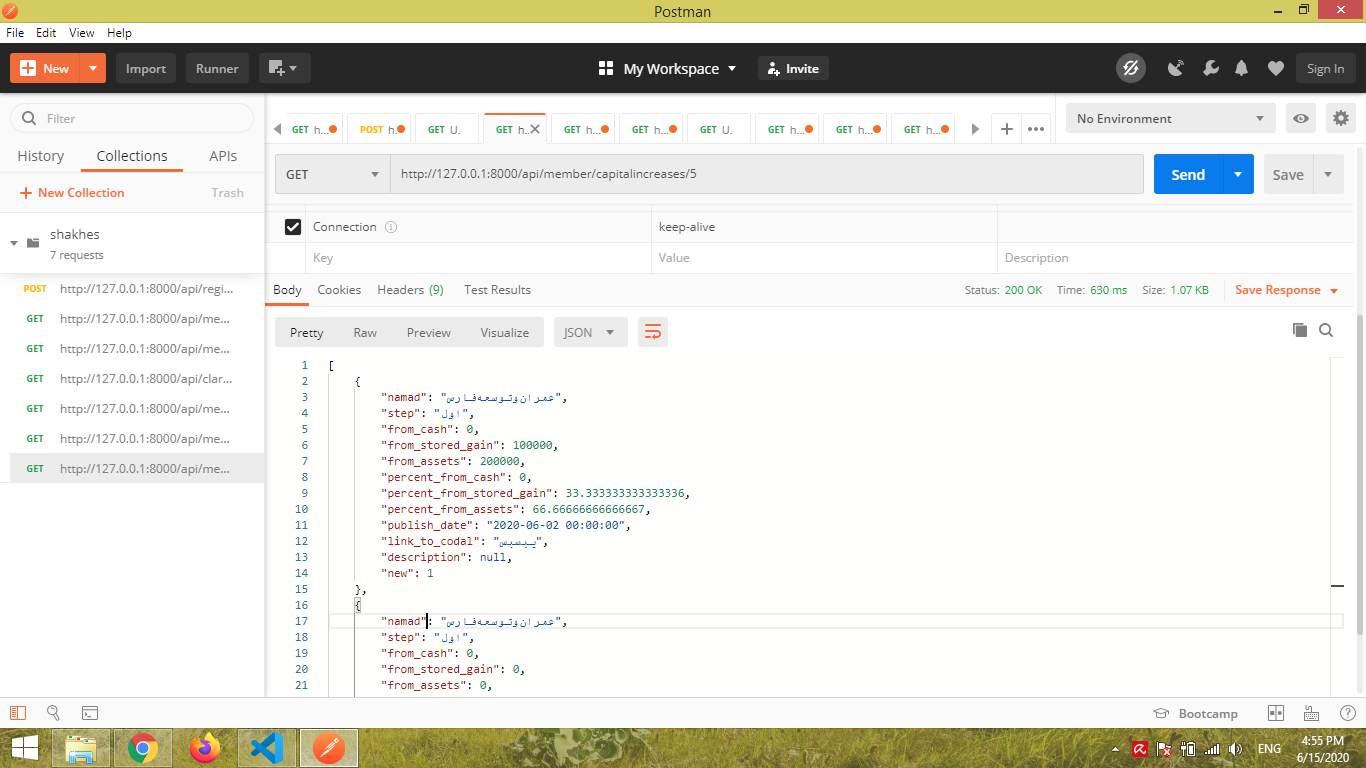 Postman
File Edit View Help
New Import Runner My Workspace Invite Sign In
Filter
History Collections APIs
New Collection Trash
shakhes
7 requests
POST http://127.0.0.1:8000/api/regi...
GET http://127.0.0.1:8000/api/me...
GET http://127.0.0.1:8000/api/me...
GET http://127.0.0.1:8000/api/clar...
GET http://127.0.0.1:8000/api/me...
GET http://127.0.0.1:8000/api/me...
GET http://127.0.0.1:8000/api/me...
GET h... POST h. GET U. GET h. GET h... GET h... GET U. GET h... GET h... GET h...
No Environment
GET http://127.0.0.1:8000/api/member/capitalincreases/5 Send Save
Connection keep-alive
Key Value Description
Body Cookies Headers (9) Test Results Status: 200 OK Time: 630 ms Size: 1.07 KB Save Response
Pretty Raw Preview Visualize JSON
1 [
2 {
3 "namad": "عمران‌وتوسعه‌فارس",
4 "step": "اول",
5 "from_cash": 0,
6 "from_stored_gain": 100000,
7 "from_assets": 200000,
8 "percent_from_cash": 0,
9 "percent_from_stored_gain": 33.333333333333336,
10 "percent_from_assets": 66.66666666666667,
11 "publish_date": "2020-06-02 00:00:00",
12 "link_to_codal": "یبصبص",
13 "description": null,
14 "new": 1
15 },
16 {
17 "namad": "عمران‌وتوسعه‌فارس",
18 "step": "اول",
19 "from_cash": 0,
20 "from_stored_gain": 0,
21 "from_assets": 0,
Bootcamp
ENG
4:55 PM
6/15/2020